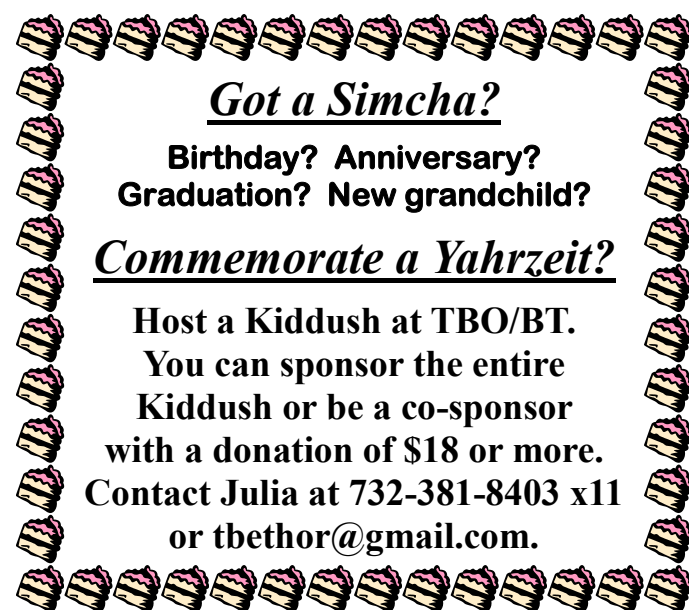 Got a Simcha?
Birthday?  Anniversary?
Graduation?  New grandchild?
Commemorate a Yahrzeit?
Host a Kiddush at TBO/BT.
You can sponsor the entire
Kiddush or be a co-sponsor
with a donation of $18 or more.
Contact Julia at 732-381-8403 x11
or tbethor@gmail.com.